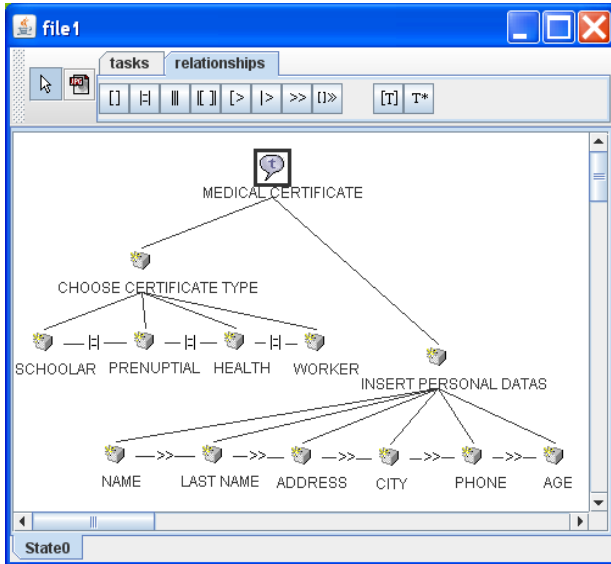 file1
tasks relationships
JPG
[] |=| ||| |[]| [> |> >> []» [T] T*
t
MEDICAL CERTIFICATE
CHOOSE CERTIFICATE TYPE
|=| |=| |=|
SCHOOLAR PRENUPTIAL HEALTH WORKER
INSERT PERSONAL DATAS
>> >> >> >> >>
NAME LAST NAME ADDRESS CITY PHONE AGE
State0